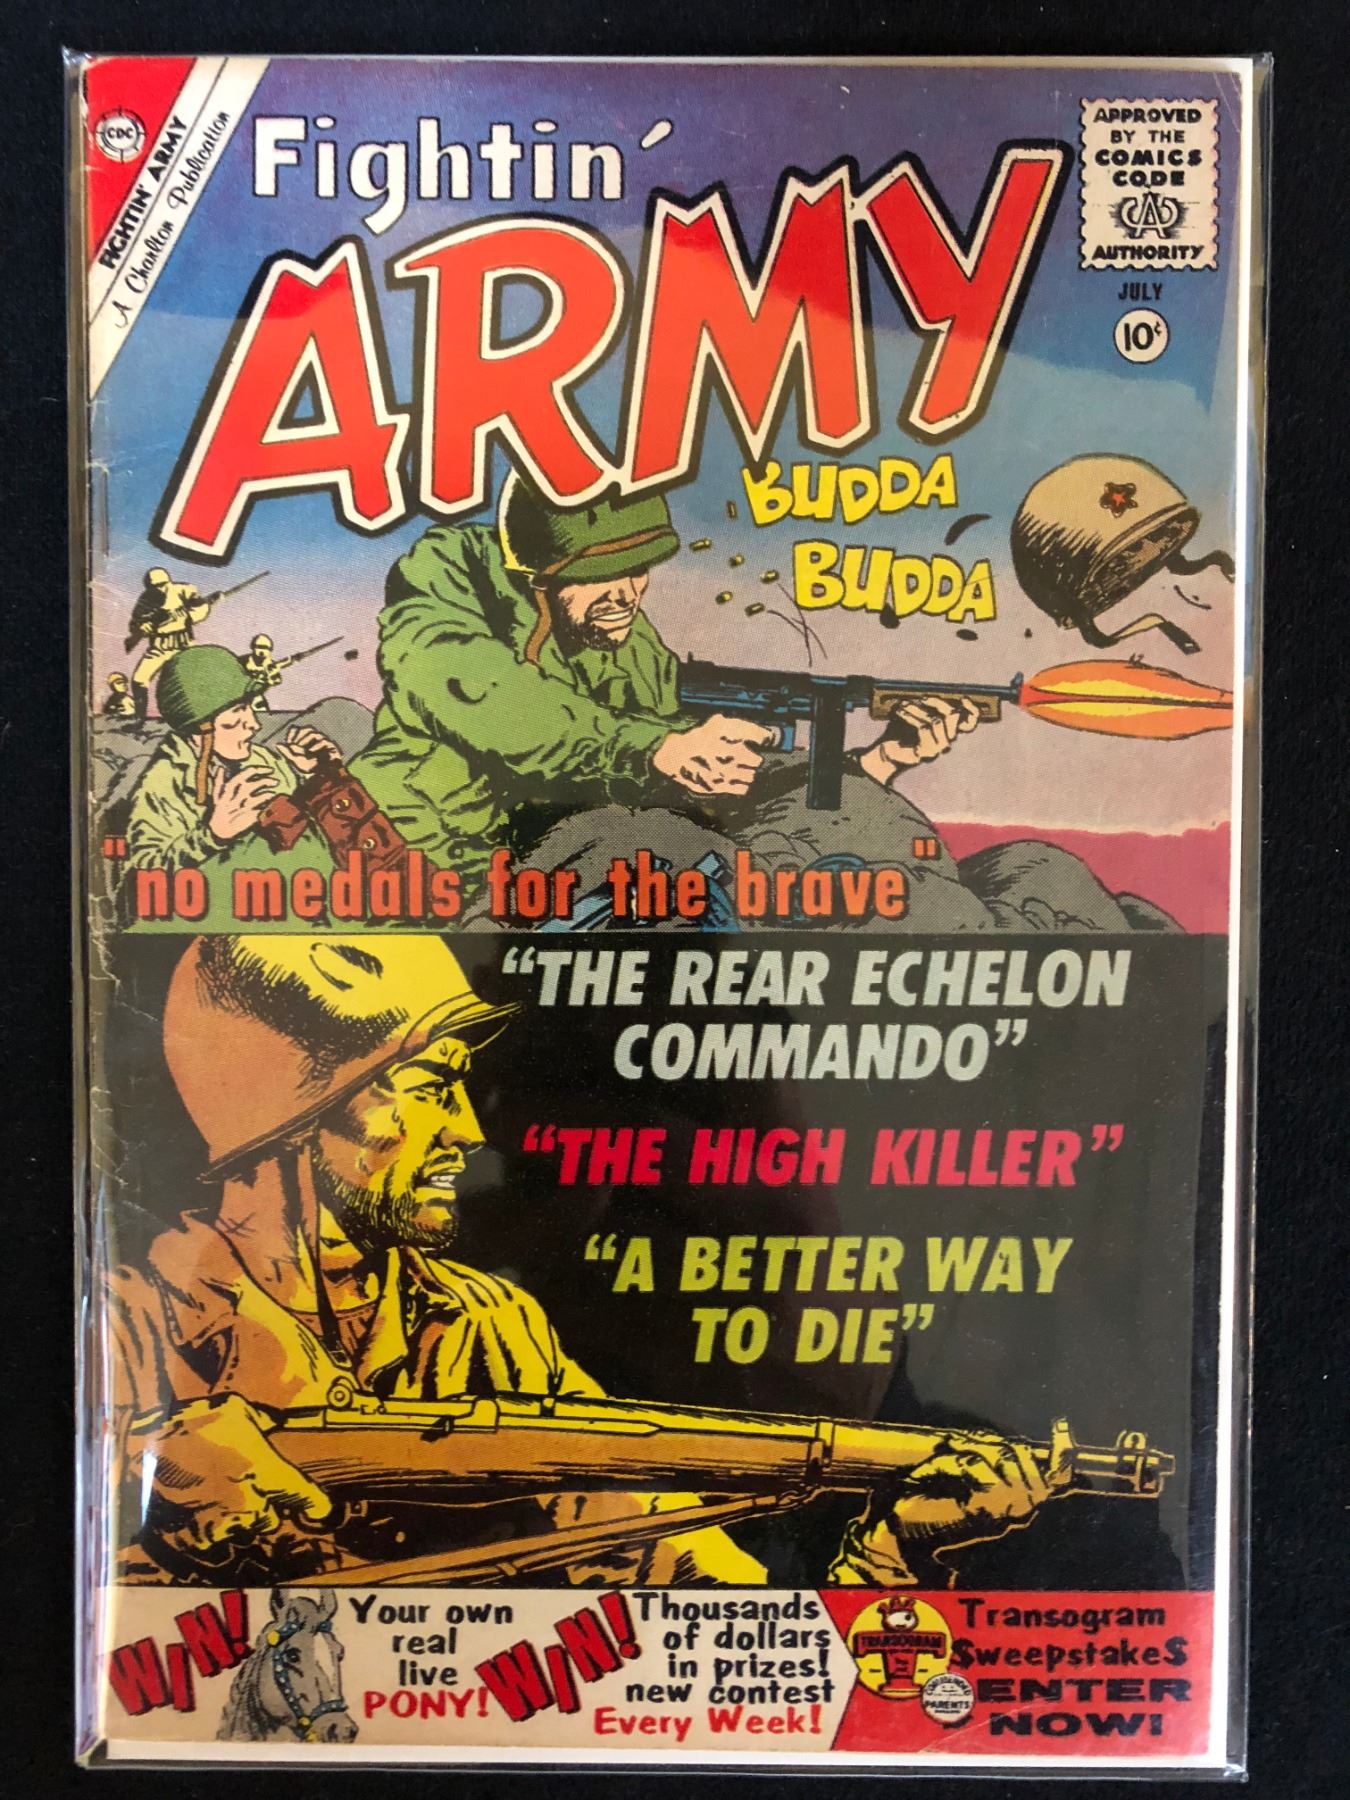 CDC
FIGHTIN' ARMY
A Charlton Publication
Fightin'
ARMY
APPROVED
BY THE
COMICS
CODE
CA
AUTHORITY
JULY
10¢
BUDDA
BUDDA
"no medals for the brave"
"THE REAR ECHELON
COMMANDO"
"THE HIGH KILLER"
"A BETTER WAY
TO DIE"
WIN!
Your own
real
live
PONY!
WIN!
Thousands
of dollars
in prizes!
new contest
Every Week!
TRANSOGRAM
PARENTS'
Transogram
$weepstake$
ENTER
NOW!